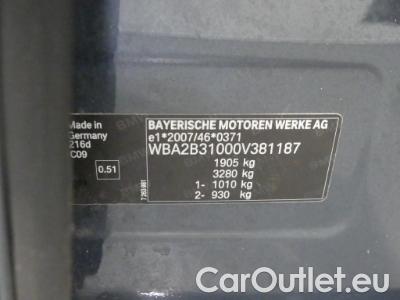 Made in
Germany
216d
C09
0.51
BAYERISCHE MOTOREN WERKE AG
e1*2007/46*0371
WBA2B31000V381187
1905 kg
3280 kg
1- 1010 kg
2- 930 kg
CarOutlet.eu